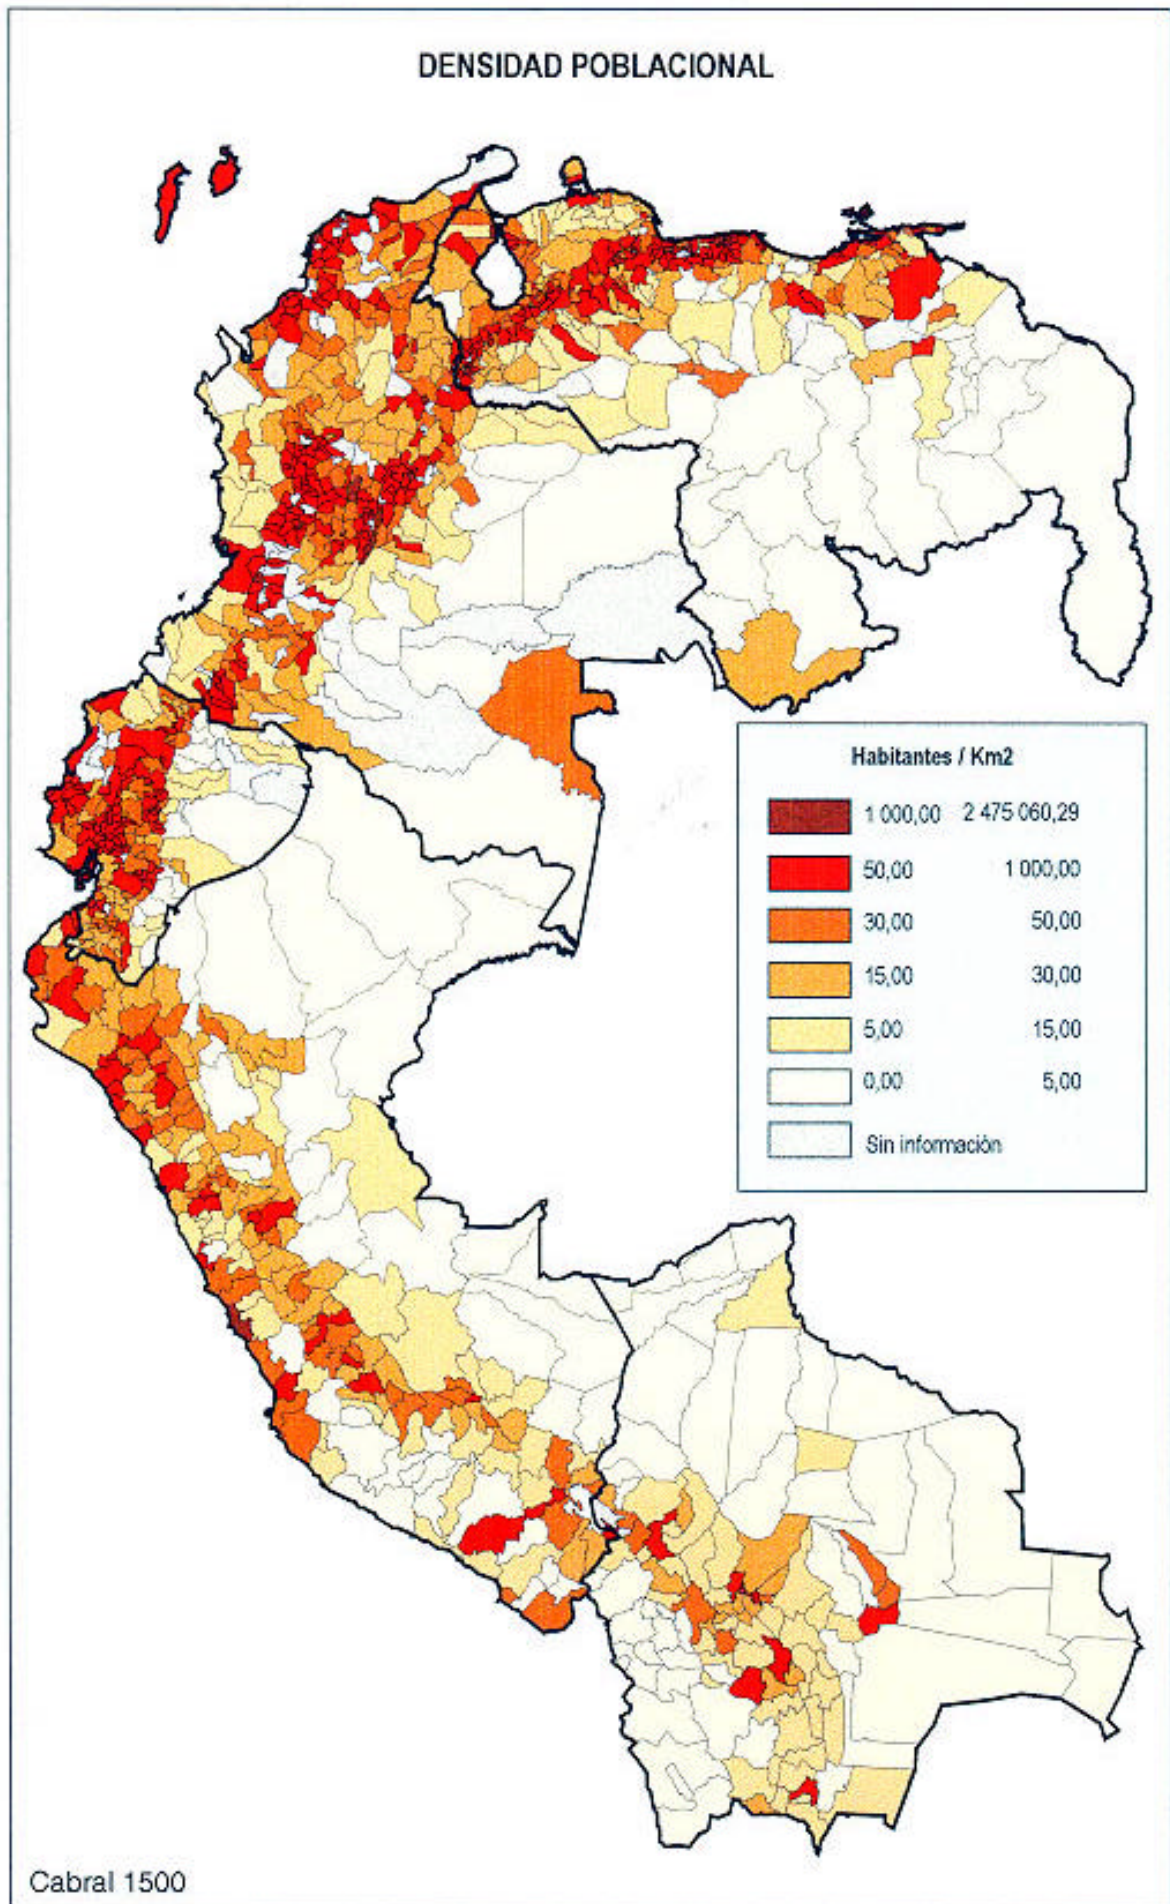 DENSIDAD POBLACIONAL
Habitantes / Km2
1 000,00 2 475 060,29
50,00 1 000,00
30,00 50,00
15,00 30,00
5,00 15,00
0,00 5,00
Sin información
Cabral 1500